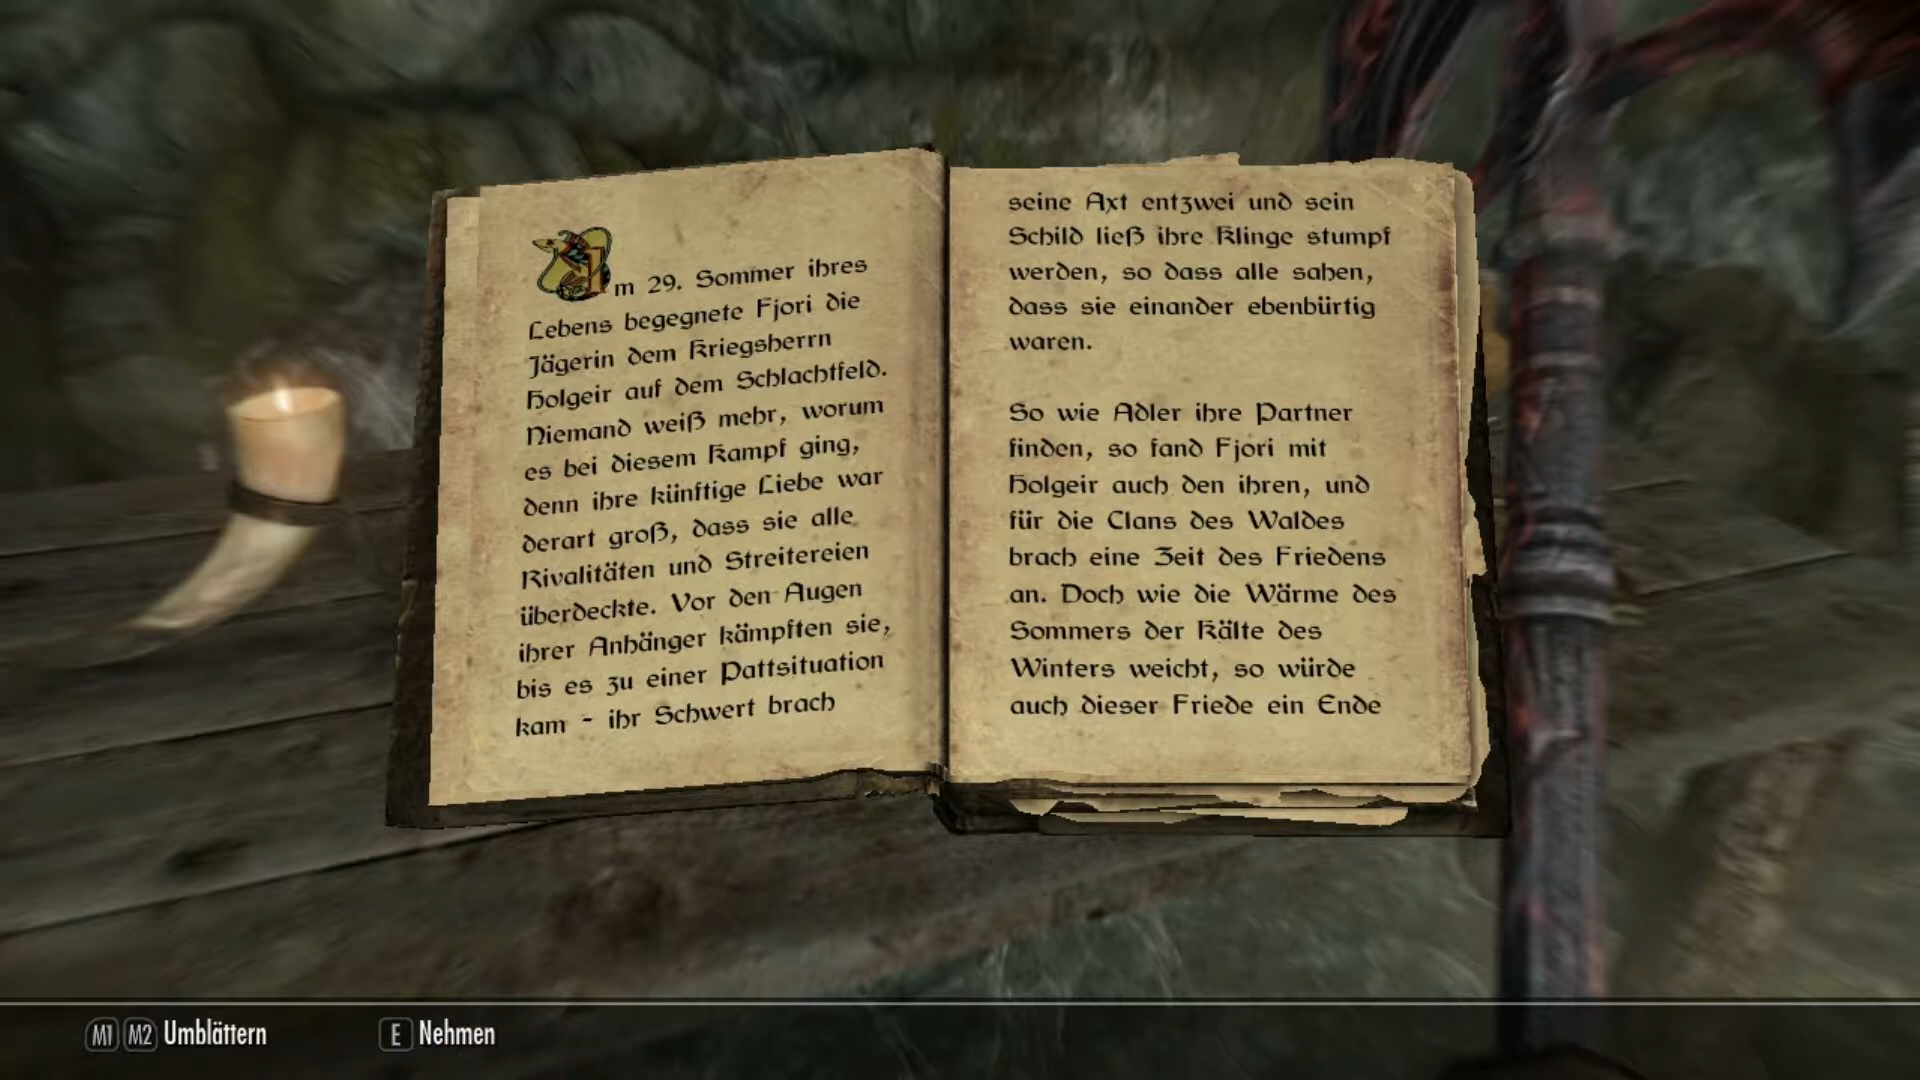 Am 29. Sommer ihres
Lebens begegnete Fjori die
Jägerin dem Kriegsherrn
Holgeir auf dem Schlachtfeld.
Niemand weiß mehr, worum
es bei diesem Kampf ging,
denn ihre künftige Liebe war
derart groß, dass sie alle
Rivalitäten und Streitereien
überdeckte. Vor den Augen
ihrer Anhänger kämpften sie,
bis es zu einer Pattsituation
kam - ihr Schwert brach
seine Axt entzwei und sein
Schild ließ ihre Klinge stumpf
werden, so dass alle sahen,
dass sie einander ebenbürtig
waren.
So wie Adler ihre Partner
finden, so fand Fjori mit
Holgeir auch den ihren, und
für die Clans des Waldes
brach eine Zeit des Friedens
an. Doch wie die Wärme des
Sommers der Kälte des
Winters weicht, so würde
auch dieser Friede ein Ende
M1 M2 Umblättern
E Nehmen